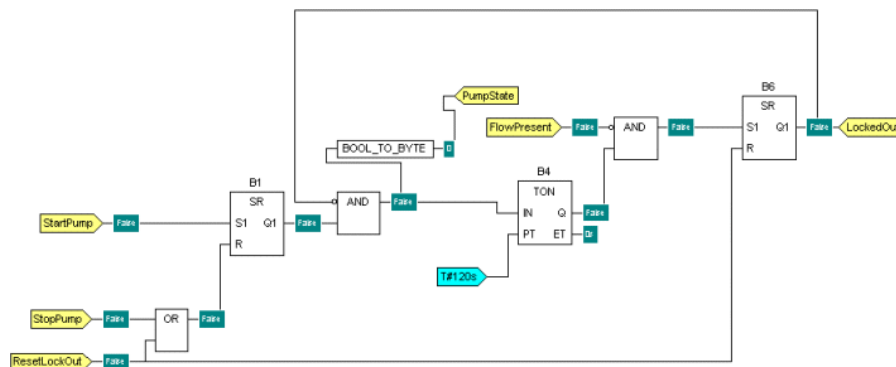 B6
SR
S1 Q1
R
False
LockedOut
PumpState
FlowPresent
False
AND
False
BOOL_TO_BYTE
0
B4
TON
IN Q
PT ET
False
T#120s
B1
SR
S1 Q1
R
StartPump
False
False
AND
False
StopPump
False
OR
False
ResetLockOut
False